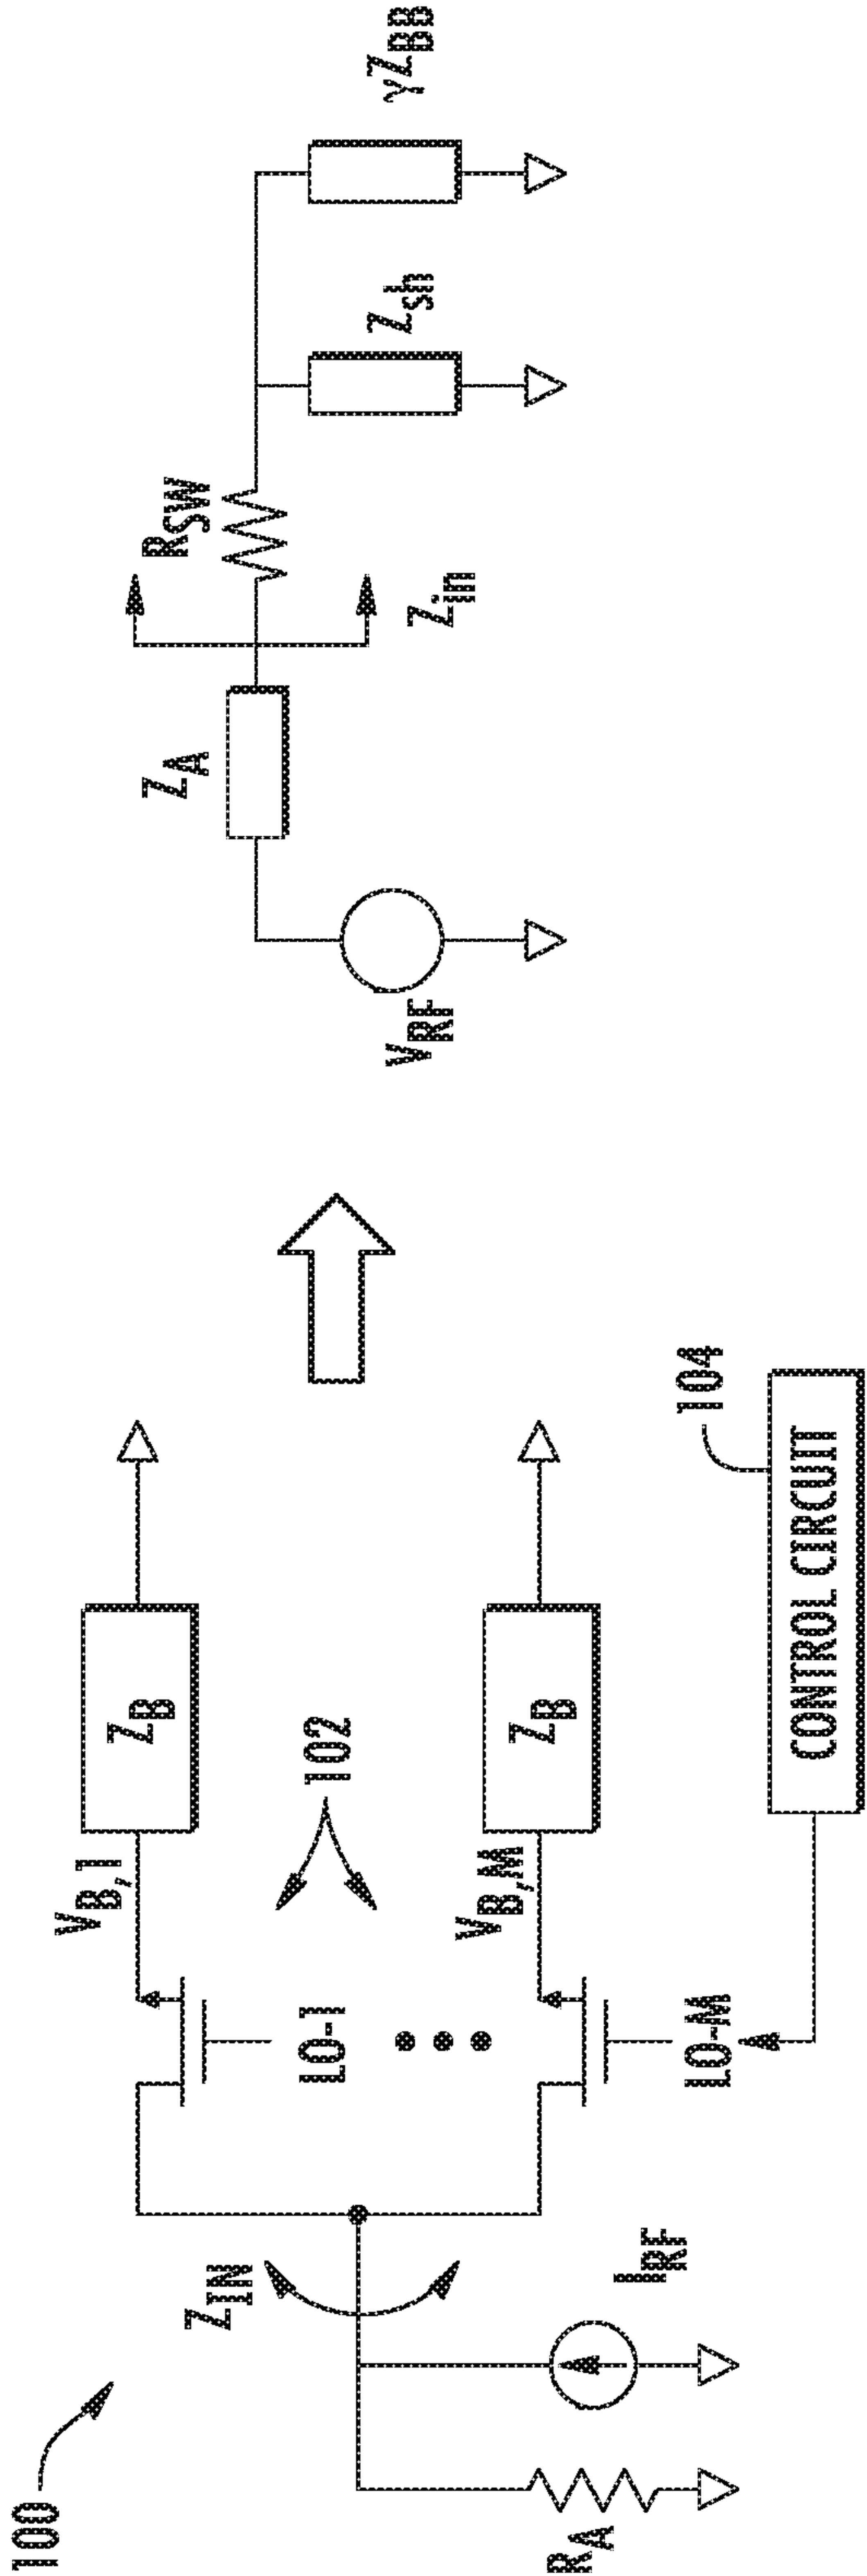 100
R_A
i_RF
Z_IN
LO-1
LO-M
102
V_B,1
V_B,M
Z_B
Z_B
CONTROL CIRCUIT
104
V_RF
Z_A
Z_in
R_SW
Z_sh
γZ_BB